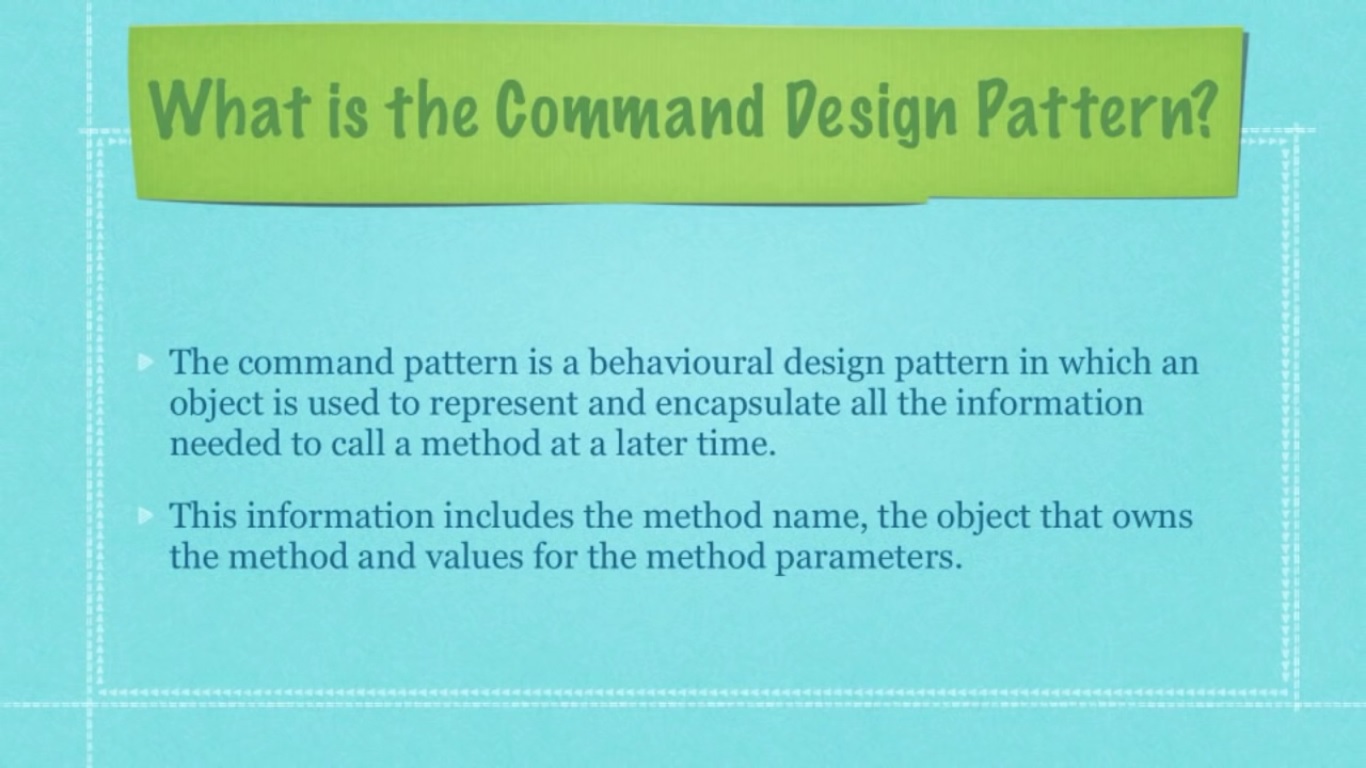 What is the Command Design Pattern?
The command pattern is a behavioural design pattern in which an
object is used to represent and encapsulate all the information
needed to call a method at a later time.
This information includes the method name, the object that owns
the method and values for the method parameters.